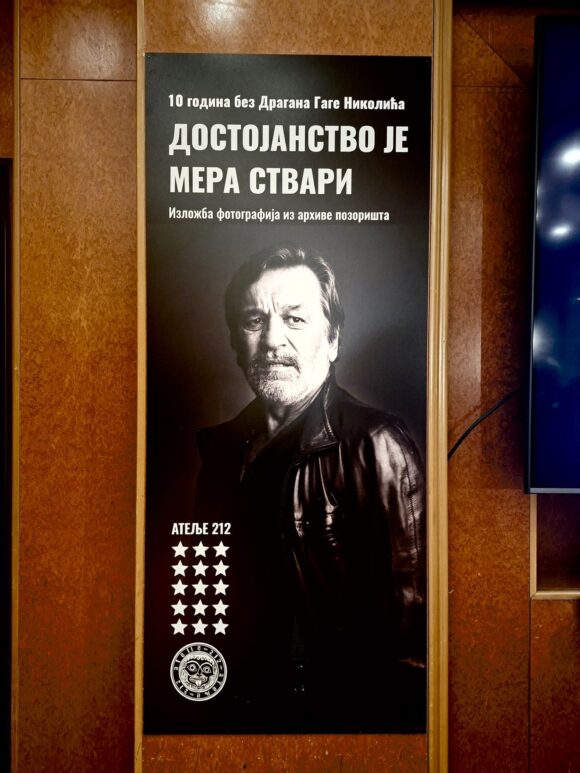 10 година без Драгана Гаге Николића
ДОСТОЈАНСТВО ЈЕ
МЕРА СТВАРИ
Изложба фотографија из архиве позоришта
АТЕЉЕ 212